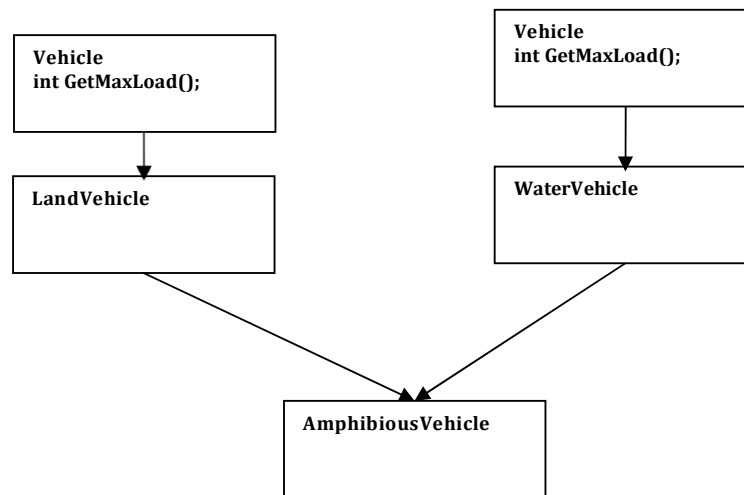 Vehicle
int GetMaxLoad();
Vehicle
int GetMaxLoad();
LandVehicle
WaterVehicle
AmphibiousVehicle